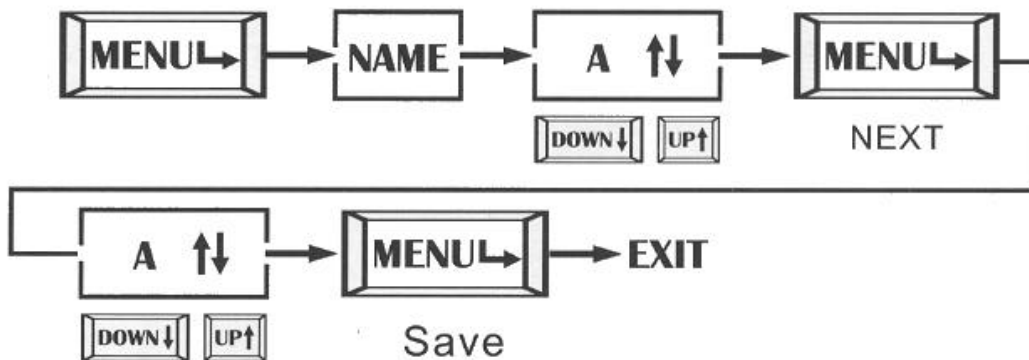 MENU NAME A ↑↓ MENU
DOWN↓ UP↑ NEXT
A ↑↓ MENU EXIT
DOWN↓ UP↑ Save